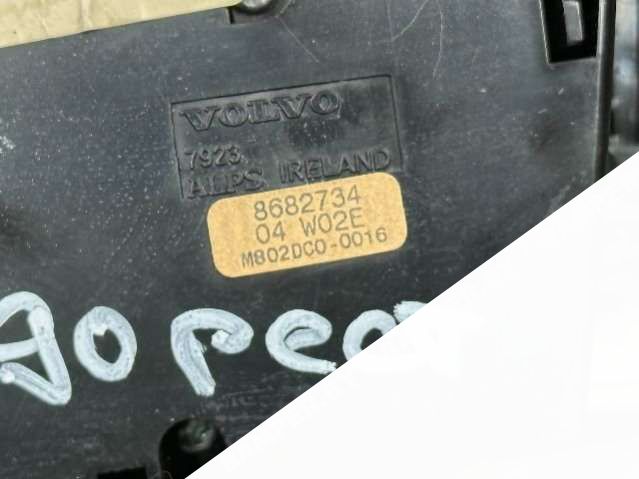 VOLVO
7923
ALPS IRELAND
8682734
04 W02E
M802DC0-0016